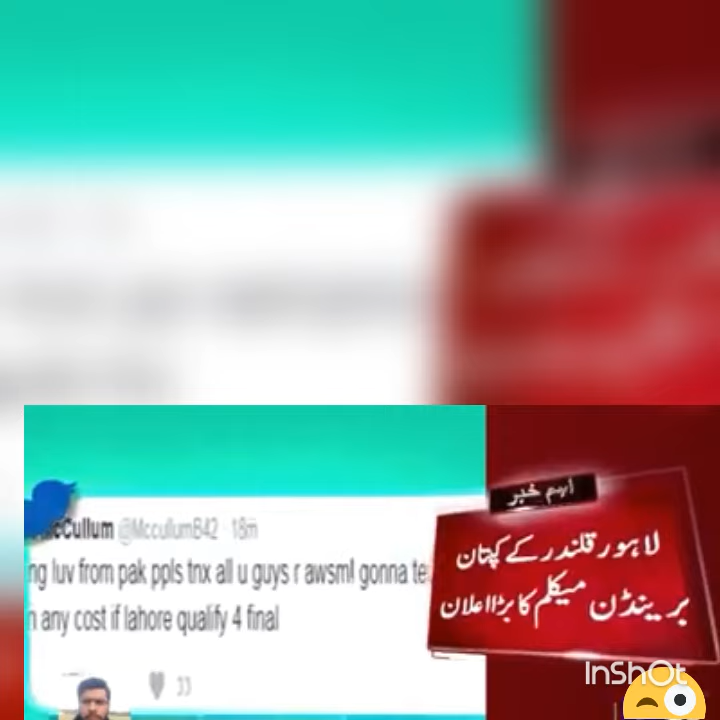 cCullum @MccullumB42 · 18m
ng luv from pak ppls tnx all u guys r awsm! gonna te
n any cost if lahore qualify 4 final
33
اہم خبر
لاہور قلندر کے کپتان
برینڈن میکلم کا بڑا اعلان
InShOt